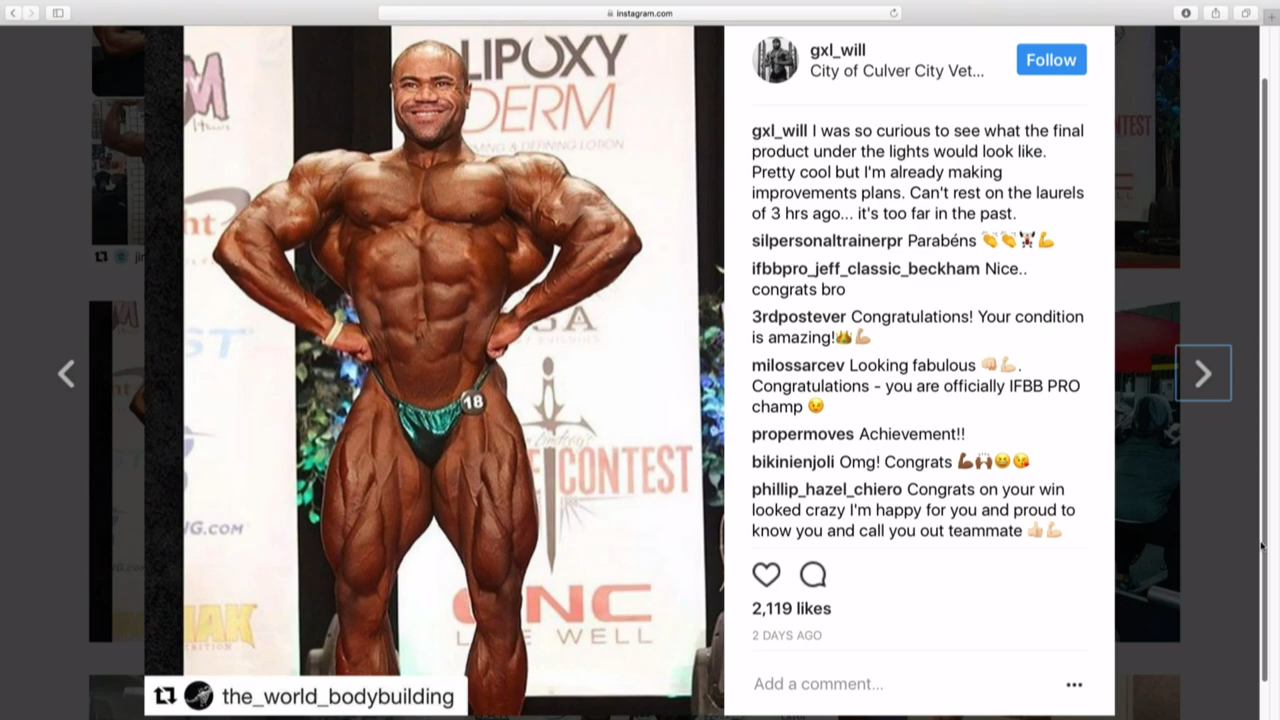 instagram.com
LIPOXY
DERM
CONTEST
18
GNC
LIVE WELL
the_world_bodybuilding
gxl_will
City of Culver City Vet...
Follow
gxl_will I was so curious to see what the final
product under the lights would look like.
Pretty cool but I'm already making
improvements plans. Can't rest on the laurels
of 3 hrs ago... it's too far in the past.
silpersonaltrainerpr Parabéns 👏👏🏋💪
ifbbpro_jeff_classic_beckham Nice..
congrats bro
3rdpostever Congratulations! Your condition
is amazing!👑💪🏼
milossarcev Looking fabulous 👊🏻💪🏻.
Congratulations - you are officially IFBB PRO
champ 😉
propermoves Achievement!!
bikinienjoli Omg! Congrats 💪🏾🙌🏾😄😘
phillip_hazel_chiero Congrats on your win
looked crazy I'm happy for you and proud to
know you and call you out teammate 👍🏻💪🏻
2,119 likes
2 DAYS AGO
Add a comment...